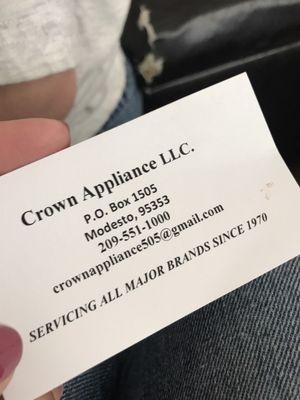 Crown Appliance LLC.
P.O. Box 1505
Modesto, 95353
209-551-1000
crownappliance505@gmail.com
SERVICING ALL MAJOR BRANDS SINCE 1970